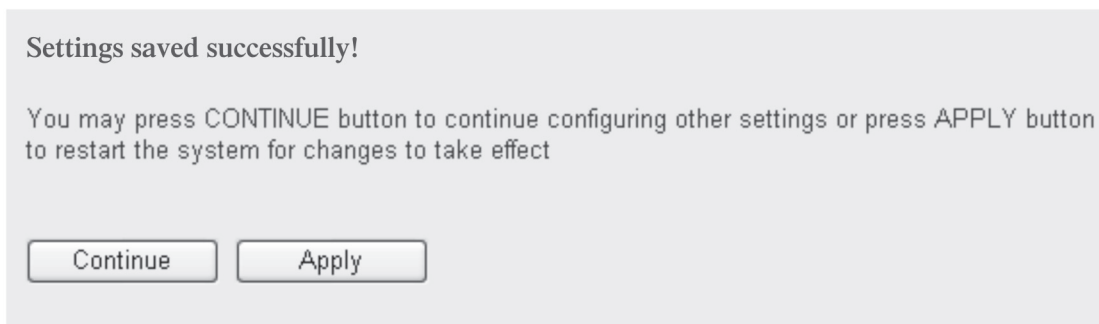 Settings saved successfully!
You may press CONTINUE button to continue configuring other settings or press APPLY button
to restart the system for changes to take effect
Continue
Apply